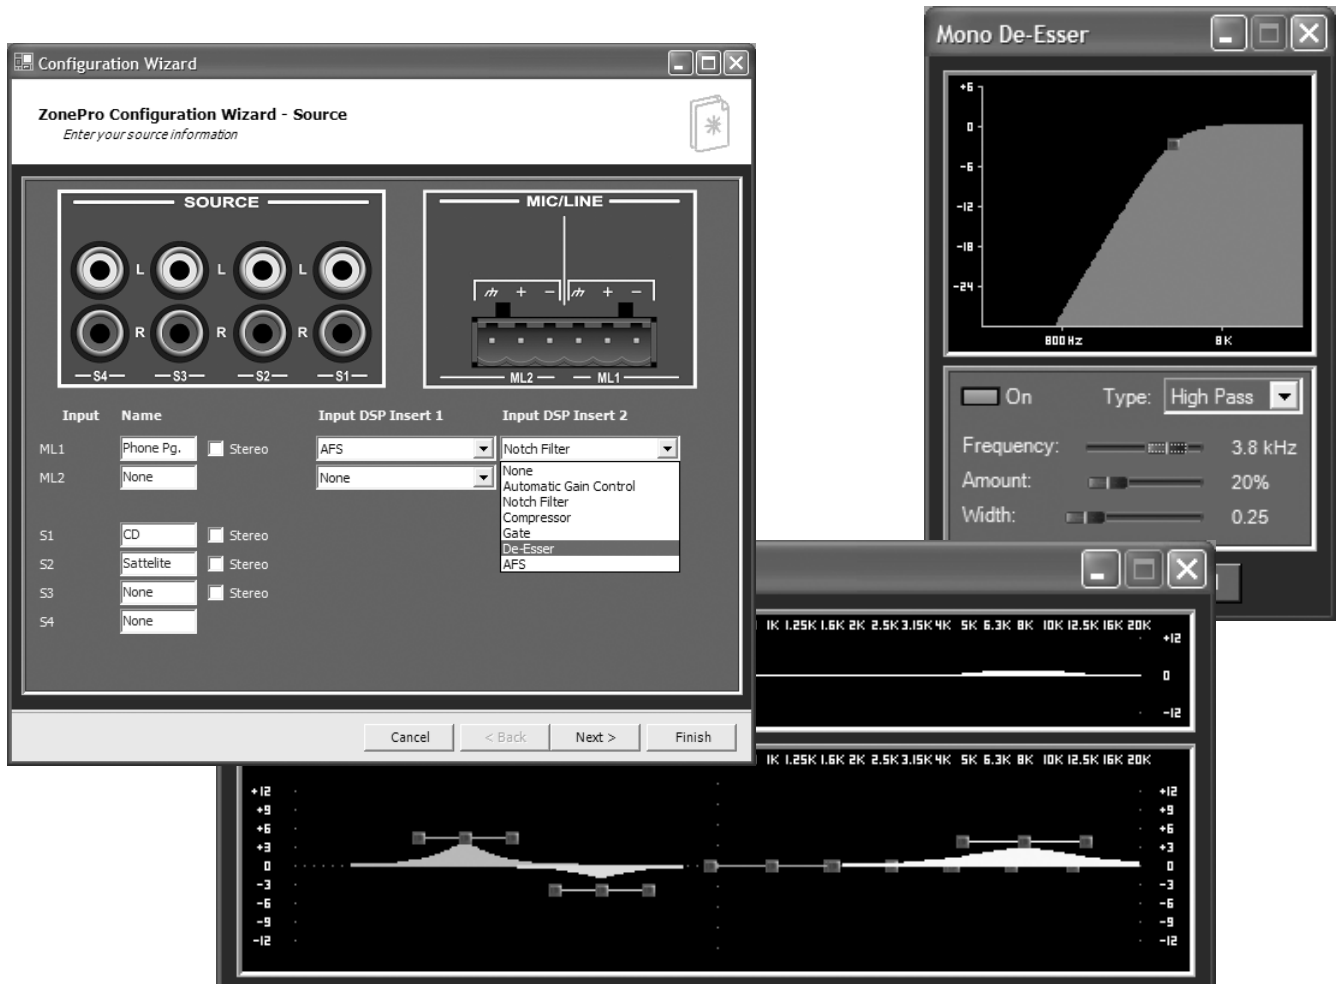 Configuration Wizard
ZonePro Configuration Wizard - Source
Enter your source information
SOURCE
L L L
R R R
S4 S3 S2 S1
MIC/LINE
+ - + -
ML2 ML1
Input Name Input DSP Insert 1 Input DSP Insert 2
ML1 Phone Pg. Stereo AFS Notch Filter
ML2 None None
None
Automatic Gain Control
Notch Filter
Compressor
Gate
De-Esser
AFS
S1 CD Stereo
S2 Sattelite Stereo
S3 None Stereo
S4 None
Cancel < Back Next > Finish
Mono De-Esser
+6
0
-6
-12
-18
-24
800Hz 8K
On Type: High Pass
Frequency: 3.8 kHz
Amount: 20%
Width: 0.25
1K 1.25K 1.6K 2K 2.5K 3.15K 4K 5K 6.3K 8K 10K 12.5K 16K 20K
+12
0
-12
1K 1.25K 1.6K 2K 2.5K 3.15K 4K 5K 6.3K 8K 10K 12.5K 16K 20K
+12 +12
+9 +9
+6 +6
+3 +3
0 0
-3 -3
-6 -6
-9 -9
-12 -12